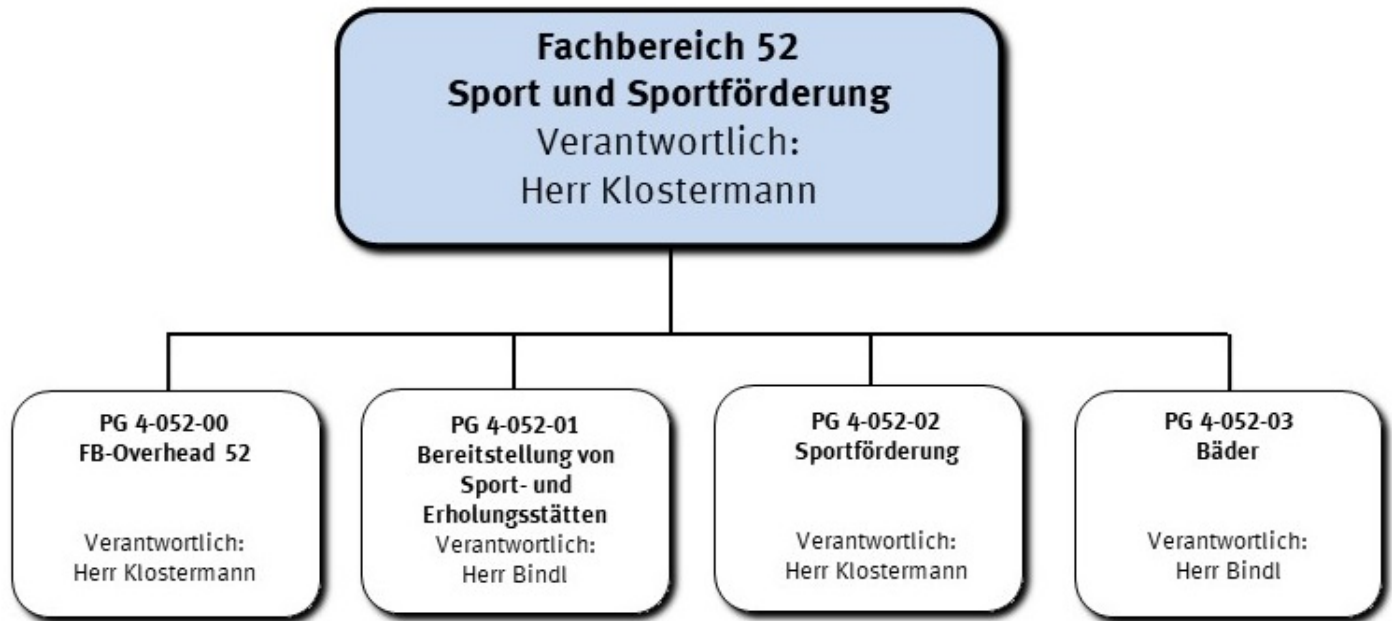 Fachbereich 52
Sport und Sportförderung
Verantwortlich:
Herr Klostermann
PG 4-052-00
FB-Overhead 52
Verantwortlich:
Herr Klostermann
PG 4-052-01
Bereitstellung von
Sport- und
Erholungsstätten
Verantwortlich:
Herr Bindl
PG 4-052-02
Sportförderung
Verantwortlich:
Herr Klostermann
PG 4-052-03
Bäder
Verantwortlich:
Herr Bindl